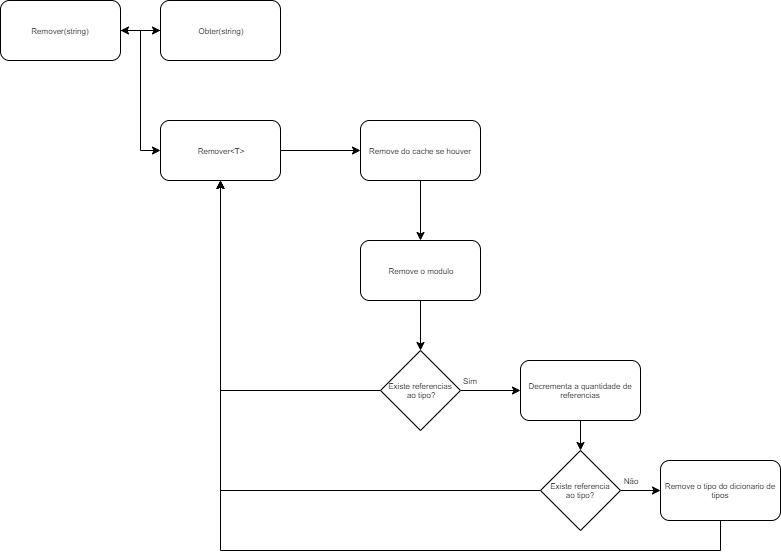 Remover(string)
Obter(string)
Remover<T>
Remove do cache se houver
Remove o modulo
Existe referencias
ao tipo?
Sim
Decrementa a quantidade de
referencias
Existe referencia
ao tipo?
Não
Remove o tipo do dicionario de
tipos